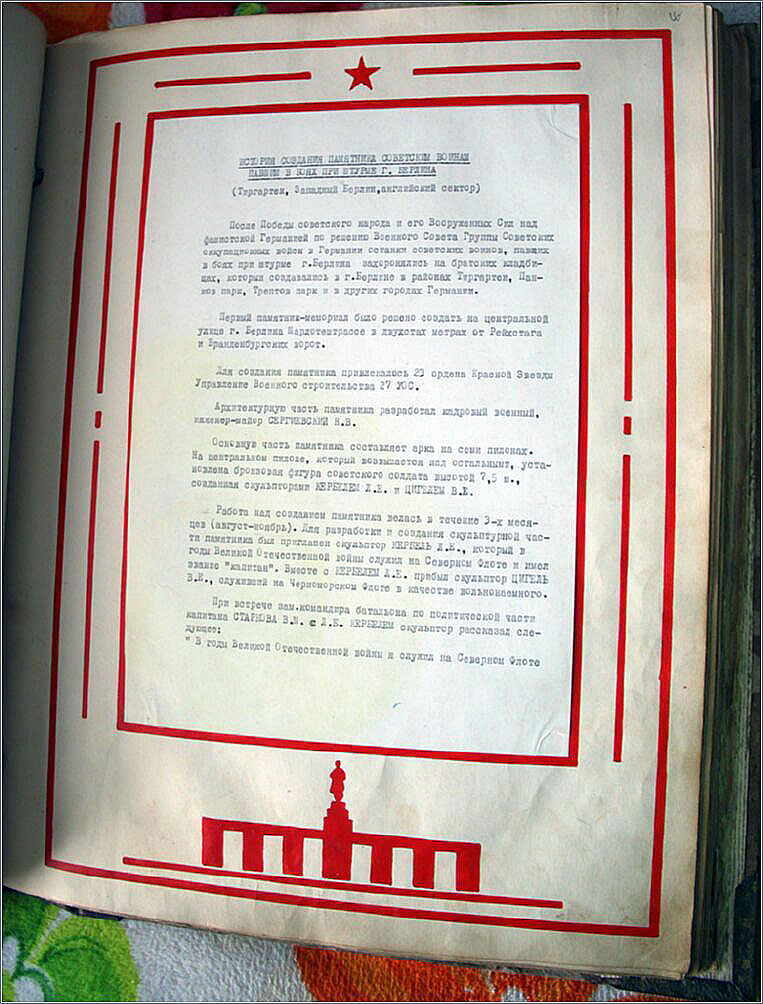 ИСТОРИЯ СОЗДАНИЯ ПАМЯТНИКА СОВЕТСКИМ ВОИНАМ
ПАВШИМ В БОЯХ ПРИ ШТУРМЕ Г. БЕРЛИНА
(Тиргартен, Западный Берлин,английский сектор)
После Победы советского народа и его Вооруженных Сил над
фашистской Германией по решению Военного Совета Группы Советских
оккупационных войск в Германии останки советских воинов, павших
в боях при штурме г.Берлина захоронялись на братских кладби-
щах, которые создавались в г.Берлине в районах Тиргартен, Пан-
ков парк, Трептов парк и в других городах Германии.
Первый памятник-мемориал было решено создать на центральной
улице г. Берлина Шарлотенштрассе в двухстах метрах от Рейхстага
и Бранденбургских ворот.
Для создания памятника привлекалось 23 ордена Красной Звезды
Управление Военного строительства 27 УОС.
Архитектурную часть памятника разработал кадровый военный,
инженер-майор СЕРГИЕВСКИЙ Н.В.
Основную часть памятника составляет арка на семи пилонах.
На центральном пилоне, который возвышается над остальными, уста-
новлена бронзовая фигура советского солдата высотой 7,5 м.,
созданная скульпторами КЕРБЕЛЕМ Л.Е. и ЦИГЕЛЕМ В.Е.
Работа над созданием памятника велась в течение 3-х меся-
цев (август-ноябрь). Для разработки и создания скульптурной час-
ти памятника был приглашен скульптор КЕРБЕЛЬ Л.Е., который в
годы Великой Отечественной войны служил на Северном Флоте и имел
звание "капитан". Вместе с КЕРБЕЛЕМ Л.Е. прибыл скульптор ЦИГЕЛЬ
В.Е., служивший на Черноморском Флоте в качестве вольнонаемного.
При встрече зам.командира батальона по политической части
капитана СТАРКОВА В.И. с Л.Е. КЕРБЕЛЕМ скульптор рассказал сле-
дующее:
" В годы Великой Отечественной войны я служил на Северном Флоте